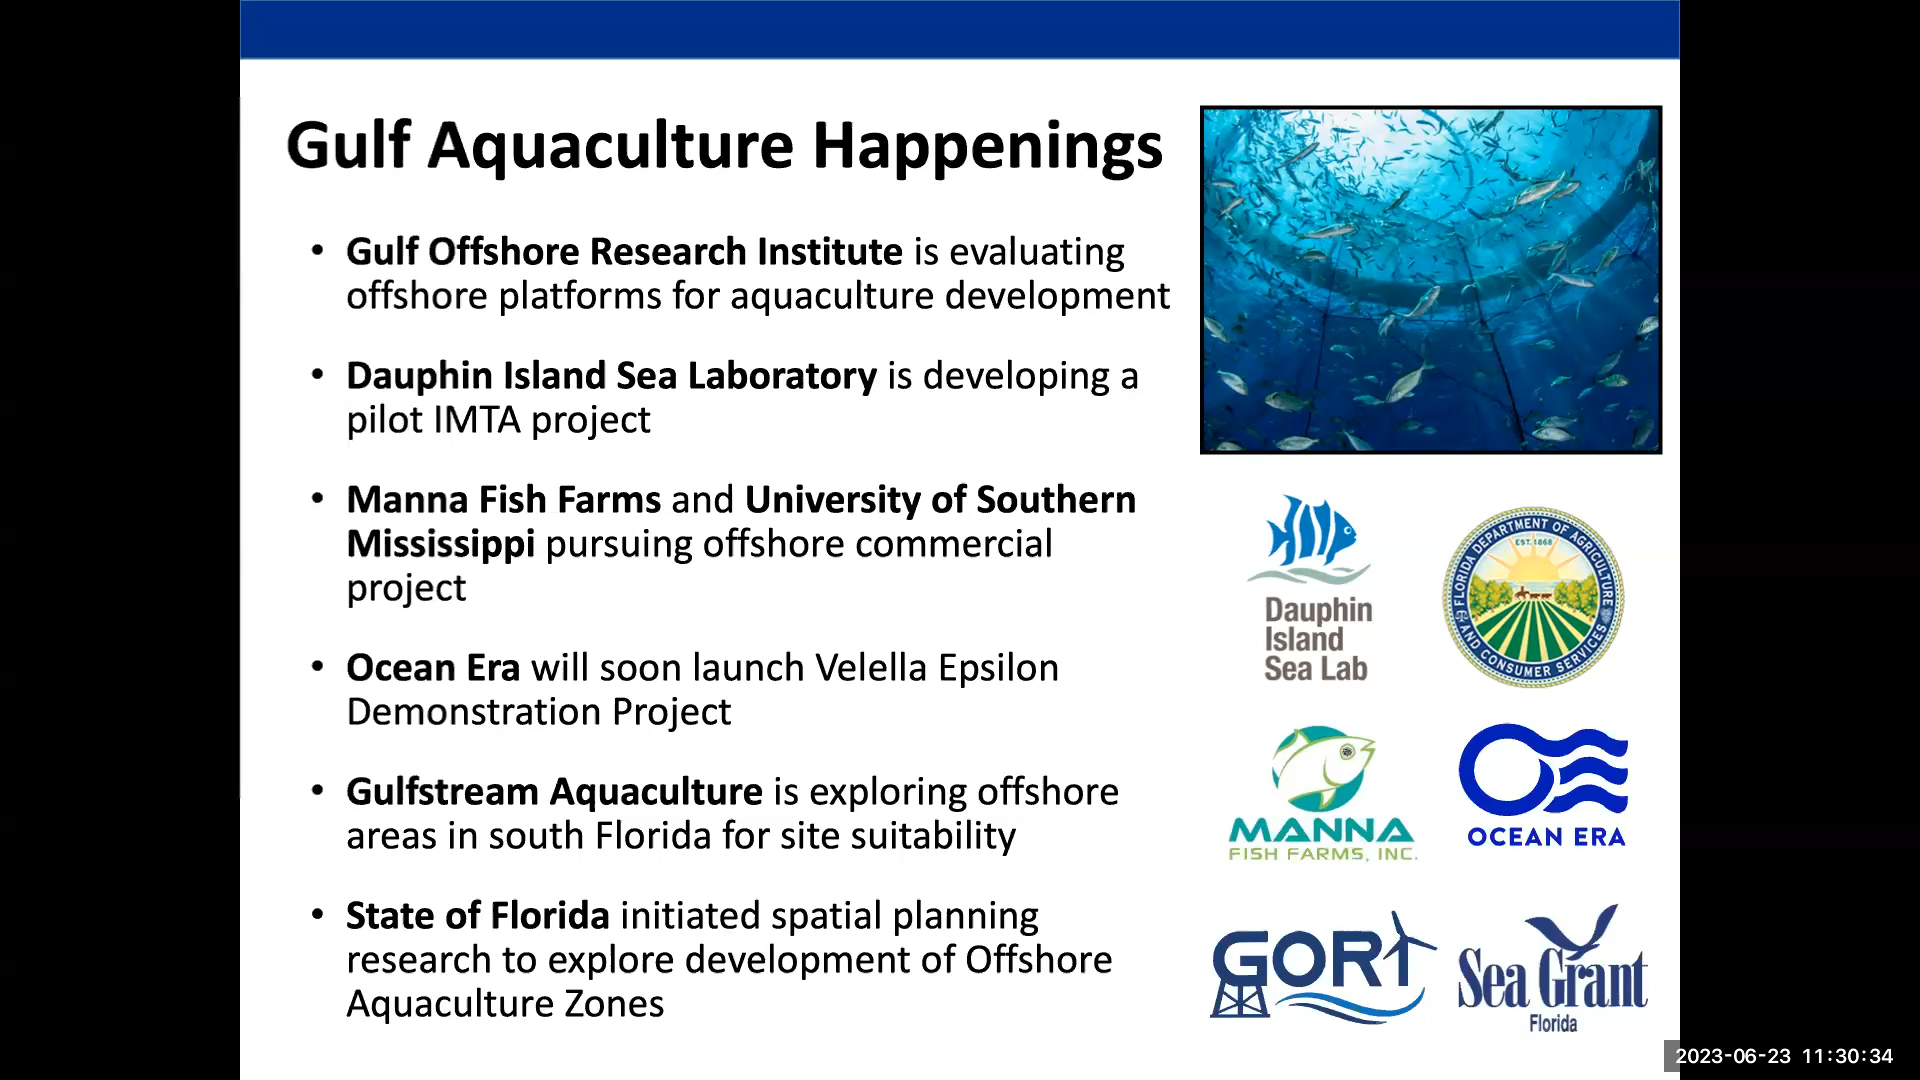 Gulf Aquaculture Happenings
• Gulf Offshore Research Institute is evaluating
offshore platforms for aquaculture development
• Dauphin Island Sea Laboratory is developing a
pilot IMTA project
• Manna Fish Farms and University of Southern
Mississippi pursuing offshore commercial
project
• Ocean Era will soon launch Velella Epsilon
Demonstration Project
• Gulfstream Aquaculture is exploring offshore
areas in south Florida for site suitability
• State of Florida initiated spatial planning
research to explore development of Offshore
Aquaculture Zones
Dauphin
Island
Sea Lab
FLORIDA DEPARTMENT OF AGRICULTURE
AND CONSUMER SERVICES
EST. 1868
MANNA
FISH FARMS, INC.
OCEAN ERA
GORI
Sea Grant
Florida
2023-06-23 11:30:34